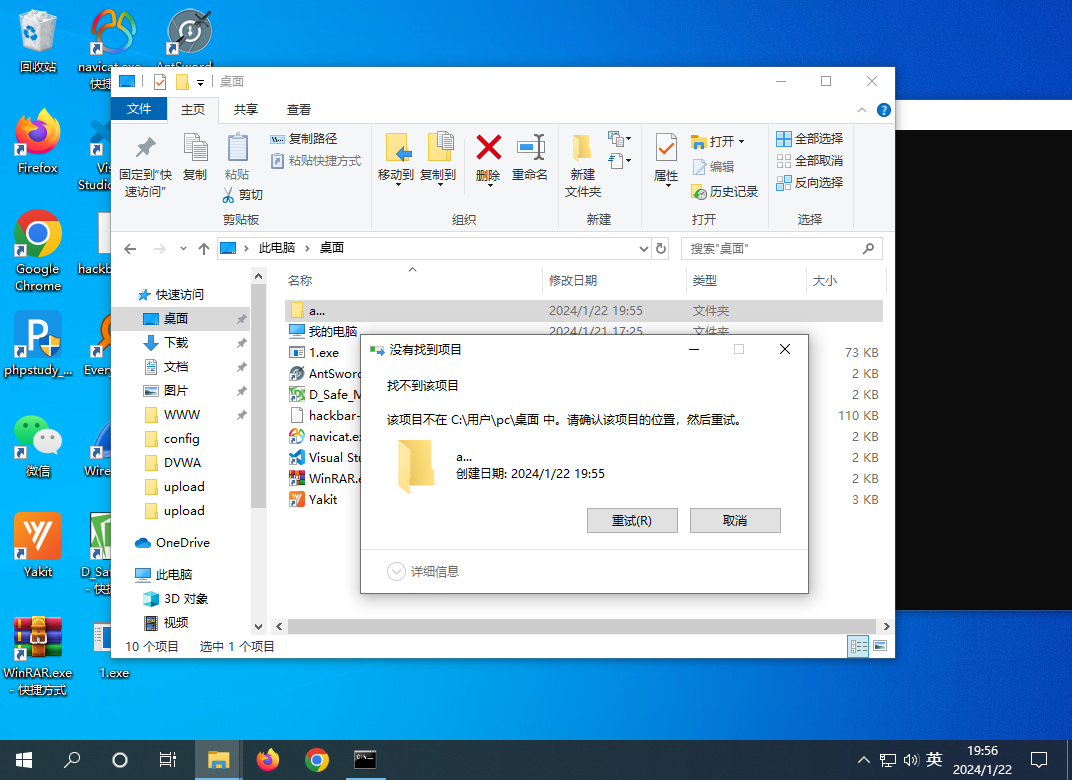 回收站
navicat.exe
快捷
AntSword
Firefox
Vis
Studio
Google
Chrome
hackb
phpstudy_...
Every
微信
Wire
Yakit
D_Sa
- 快捷
WinRAR.exe
- 快捷方式
1.exe
桌面
文件
主页
共享
查看
固定到"快
速访问"
复制
粘贴
复制路径
粘贴快捷方式
剪切
剪贴板
移动到
复制到
删除
重命名
组织
新建
文件夹
新建
属性
打开
编辑
历史记录
打开
全部选择
全部取消
反向选择
选择
此电脑
桌面
搜索"桌面"
名称
修改日期
类型
大小
快速访问
桌面
下载
文档
图片
WWW
config
DVWA
upload
upload
OneDrive
此电脑
3D 对象
视频
a...
2024/1/22 19:55
文件夹
我的电脑
2024/1/21 17:25
文件夹
1.exe
73 KB
AntSword
2 KB
D_Safe_M
2 KB
hackbar-
110 KB
navicat.ex
2 KB
Visual Stu
2 KB
WinRAR.e
2 KB
Yakit
3 KB
没有找到项目
找不到该项目
该项目不在 C:\用户\pc\桌面 中。请确认该项目的位置，然后重试。
a...
创建日期: 2024/1/22 19:55
重试(R)
取消
详细信息
10 个项目
选中 1 个项目
英
19:56
2024/1/22